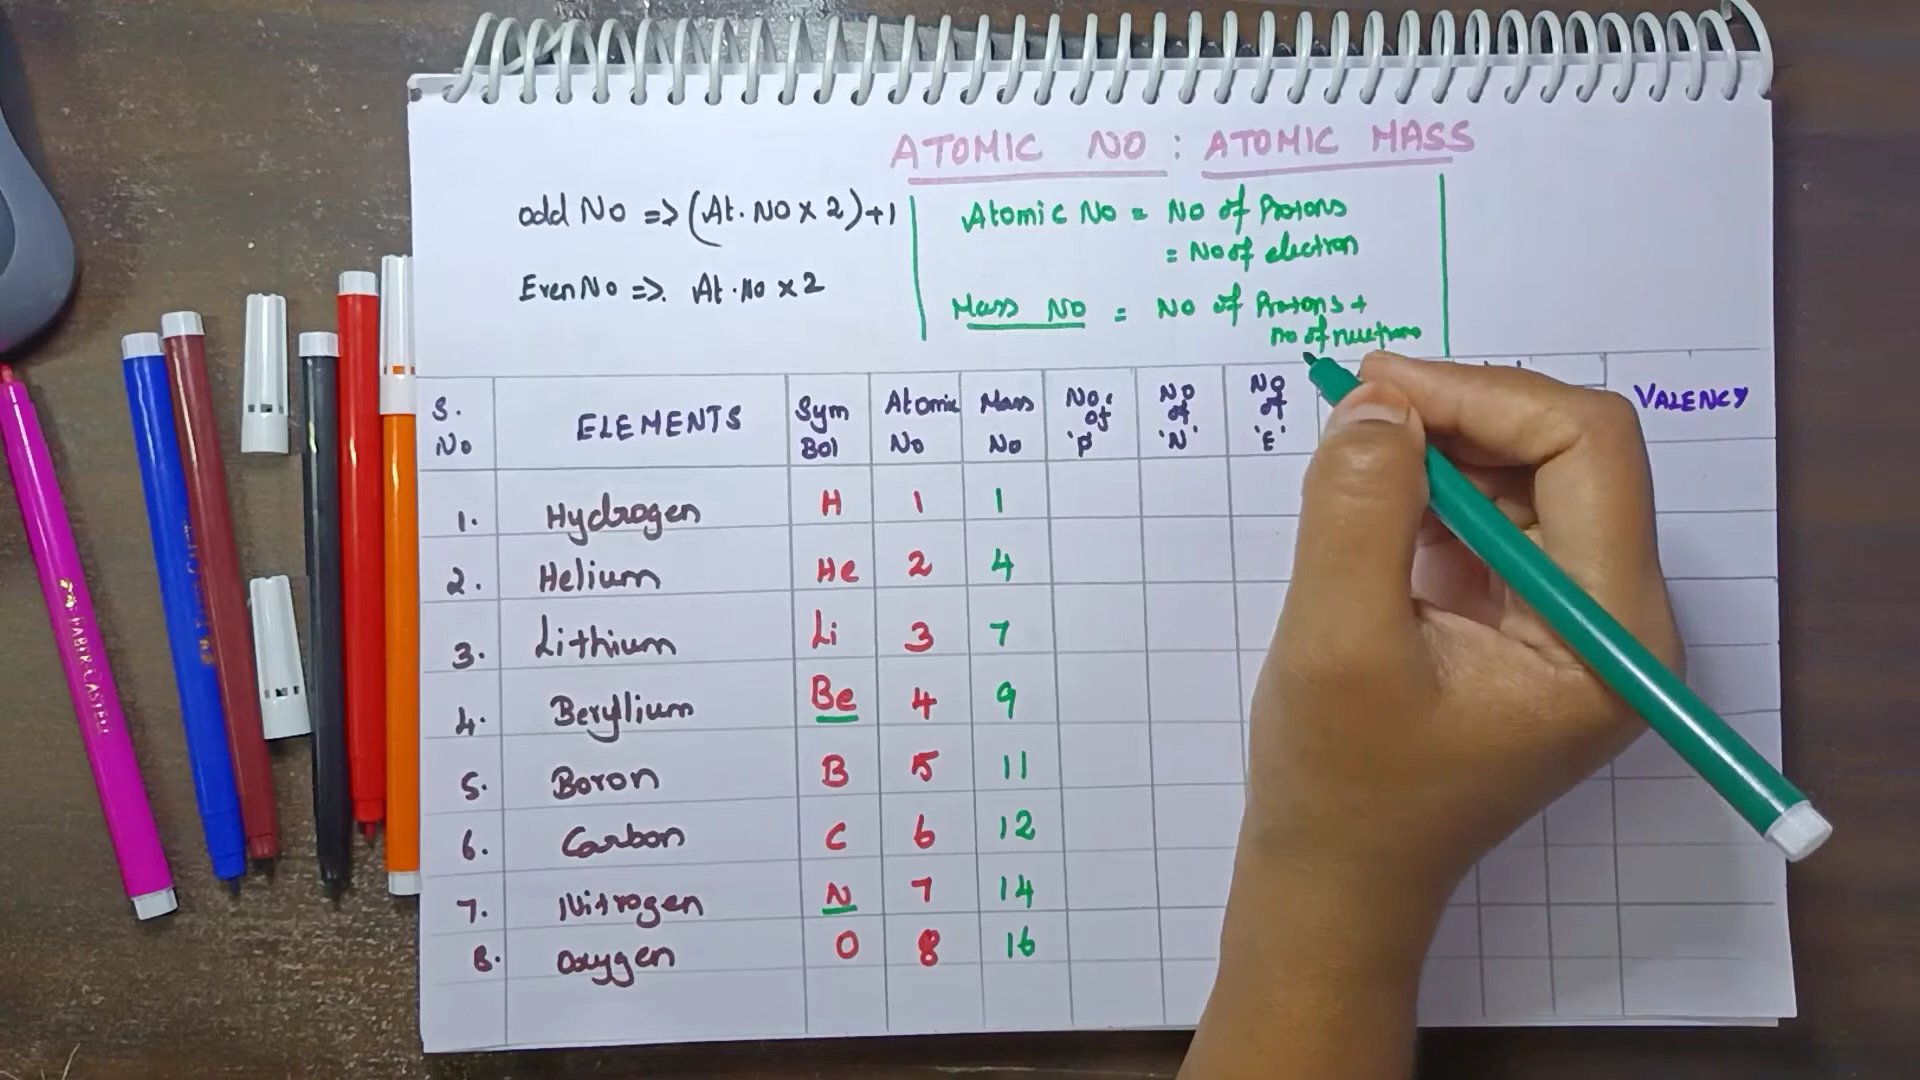 ATOMIC NO : ATOMIC MASS
odd No => (At. No x 2)+1
Even No => At. No x 2
Atomic No = No of Protons
= No of electron
Mass No = No of Protons +
no of neutrons
S. No ELEMENTS Sym Bol Atomic No Mass No No. of 'P' No of 'N' No of 'E' VALENCY
1. Hydrogen H 1 1
2. Helium He 2 4
3. Lithium Li 3 7
4. Beryllium Be 4 9
5. Boron B 5 11
6. Carbon C 6 12
7. Nitrogen N 7 14
8. Oxygen O 8 16
FABER-CASTELL